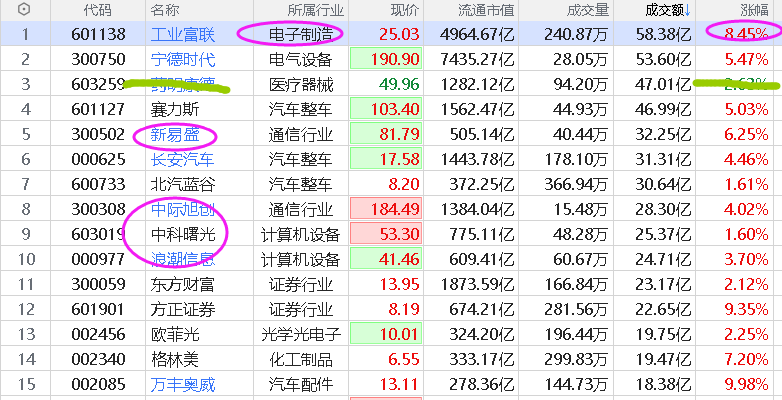 代码 名称 所属行业 现价 流通市值 成交量 成交额↓ 涨幅
1 601138 工业富联 电子制造 25.03 4964.67亿 240.87万 58.38亿 8.45%
2 300750 宁德时代 电气设备 190.90 7435.27亿 28.05万 53.60亿 5.47%
3 603259 药明康德 医疗器械 49.96 1282.12亿 94.20万 47.01亿 2.63%
4 601127 赛力斯 汽车整车 103.40 1562.47亿 44.93万 46.99亿 5.03%
5 300502 新易盛 通信行业 81.79 505.14亿 40.44万 32.25亿 6.25%
6 000625 长安汽车 汽车整车 17.58 1443.78亿 178.10万 31.31亿 4.46%
7 600733 北汽蓝谷 汽车整车 8.20 372.25亿 366.94万 30.64亿 1.61%
8 300308 中际旭创 通信行业 184.49 1384.04亿 15.48万 28.30亿 4.02%
9 603019 中科曙光 计算机设备 53.30 775.11亿 48.28万 25.37亿 1.60%
10 000977 浪潮信息 计算机设备 41.46 609.41亿 60.67万 24.71亿 3.70%
11 300059 东方财富 证券行业 13.95 1873.59亿 166.84万 23.17亿 2.12%
12 601901 方正证券 证券行业 8.19 674.21亿 281.56万 22.65亿 9.35%
13 002456 欧菲光 光学光电子 10.01 324.20亿 196.44万 19.75亿 2.25%
14 002340 格林美 化工制品 6.55 333.17亿 299.83万 19.47亿 7.20%
15 002085 万丰奥威 汽车配件 13.11 278.36亿 144.73万 18.38亿 9.98%